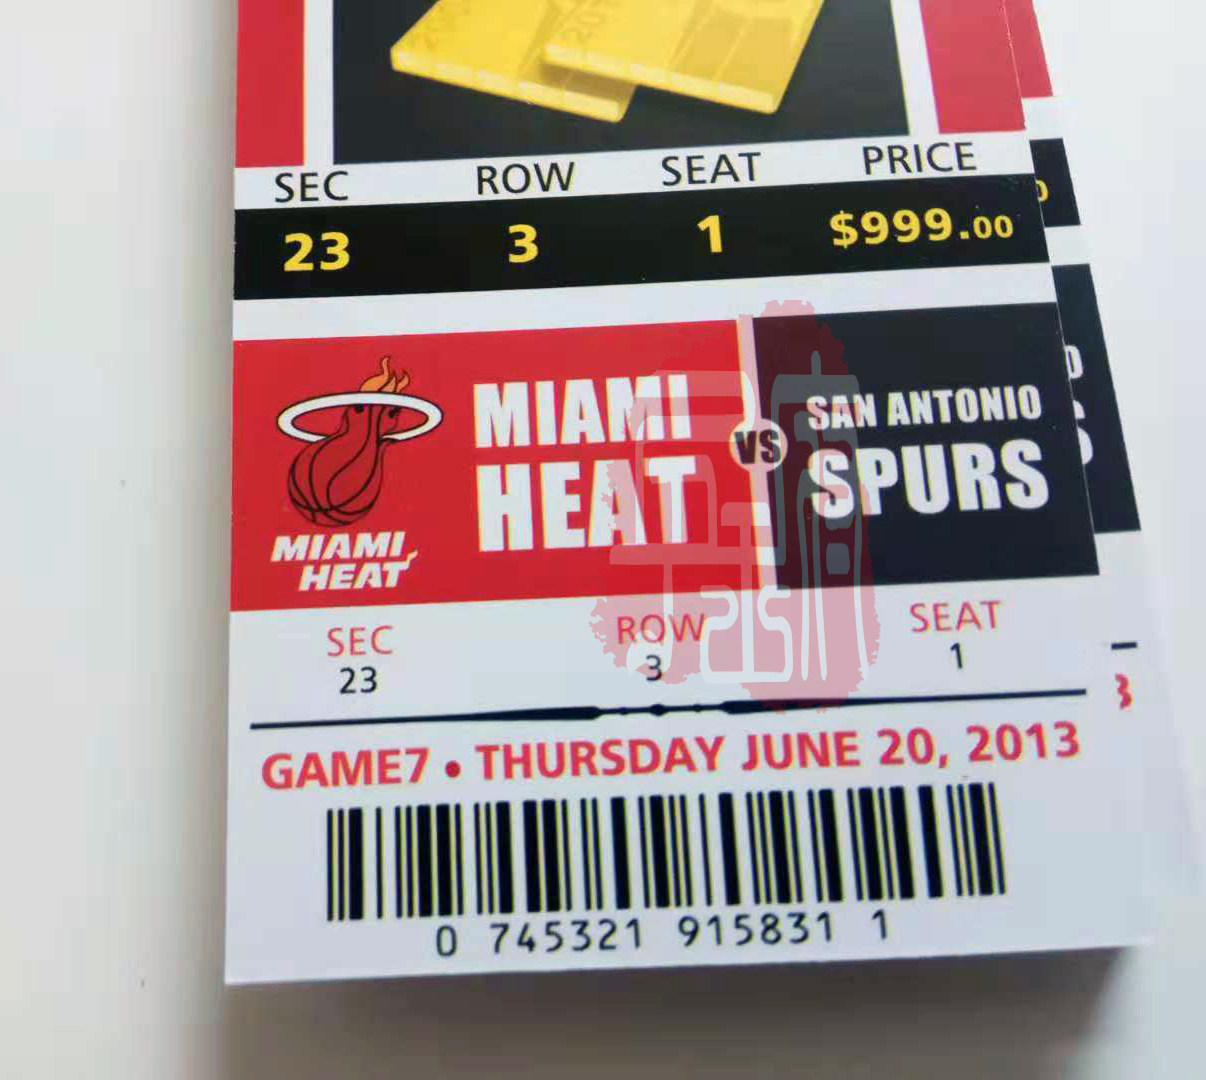 SEC ROW SEAT PRICE
23 3 1 $999.00
MIAMI HEAT
MIAMI
HEAT
VS
SAN ANTONIO
SPURS
SEC ROW SEAT
23 3 1
GAME7 • THURSDAY JUNE 20, 2013
0 745321 915831 1